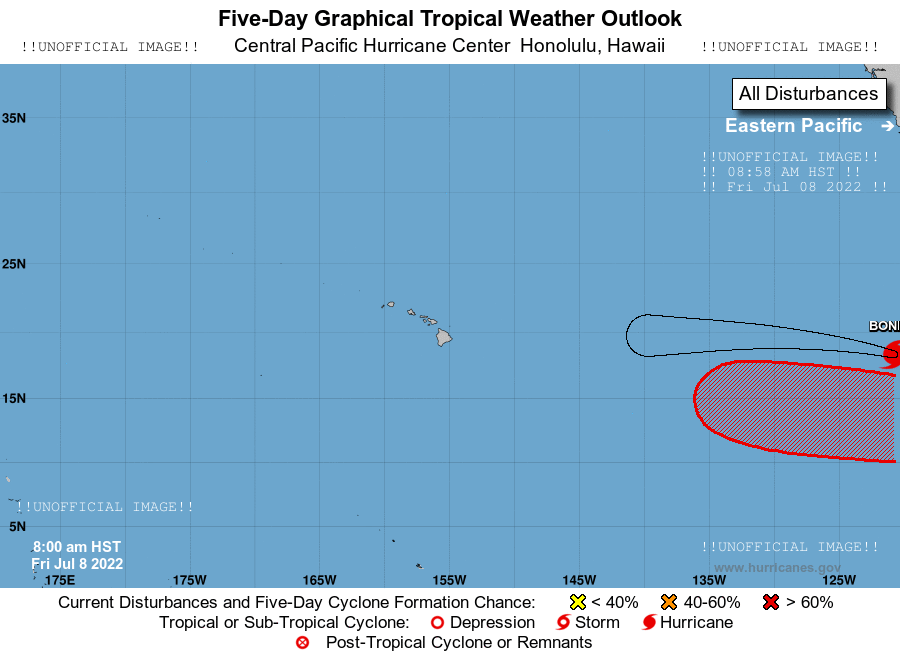 Five-Day Graphical Tropical Weather Outlook
!!UNOFFICIAL IMAGE!! Central Pacific Hurricane Center Honolulu, Hawaii !!UNOFFICIAL IMAGE!!
All Disturbances
35N
Eastern Pacific ➔
!!UNOFFICIAL IMAGE!!
!! 08:58 AM HST !!
!! Fri Jul 08 2022 !!
25N
BONI
15N
!!UNOFFICIAL IMAGE!!
5N
8:00 am HST
!!UNOFFICIAL IMAGE!!
Fri Jul 8 2022
www.hurricanes.gov
175E 175W 165W 155W 145W 135W 125W
Current Disturbances and Five-Day Cyclone Formation Chance: < 40% 40-60% > 60%
Tropical or Sub-Tropical Cyclone: Depression Storm Hurricane
Post-Tropical Cyclone or Remnants